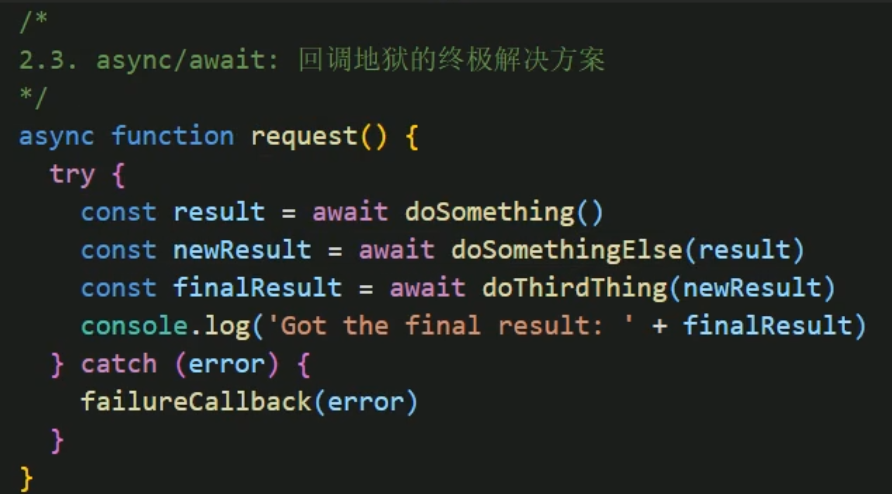 /*
2.3. async/await: 回调地狱的终极解决方案
*/
async function request() {
  try {
    const result = await doSomething()
    const newResult = await doSomethingElse(result)
    const finalResult = await doThirdThing(newResult)
    console.log('Got the final result: ' + finalResult)
  } catch (error) {
    failureCallback(error)
  }
}